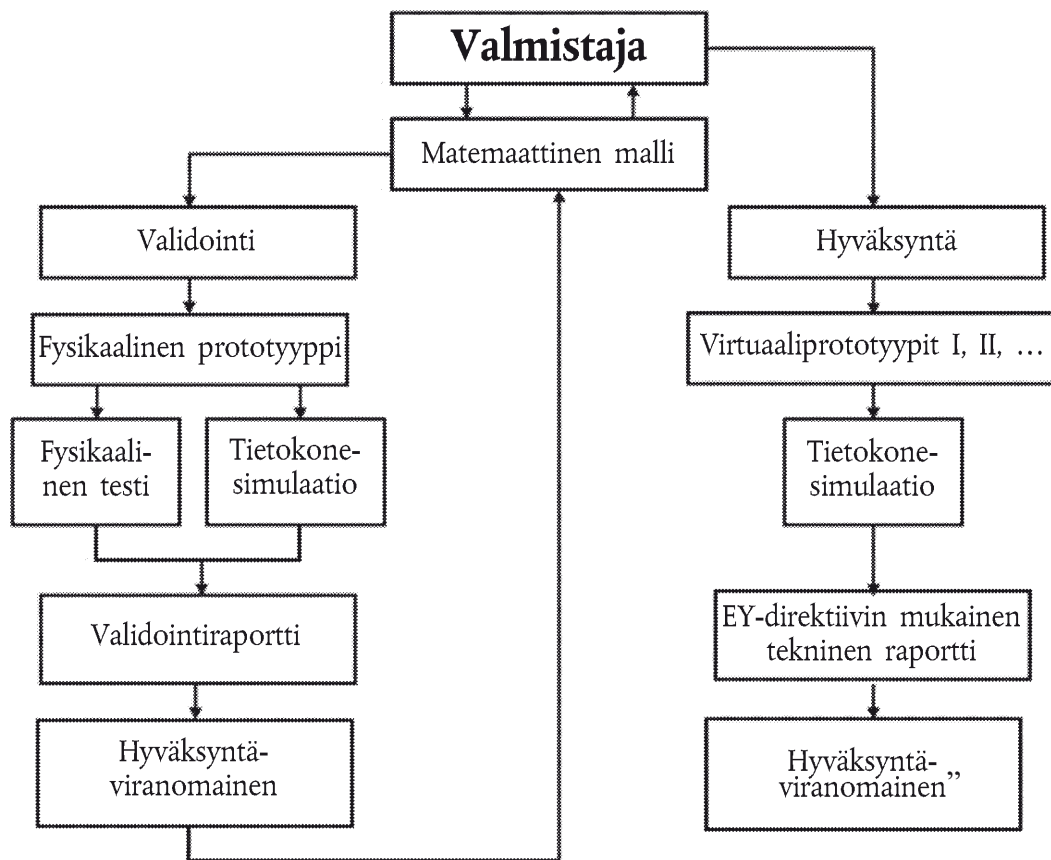 Valmistaja
Matemaattinen malli
Validointi
Hyväksyntä
Fysikaalinen prototyyppi
Virtuaaliprototyypit I, II, …
Fysikaali-
nen testi
Tietokone-
simulaatio
Tietokone-
simulaatio
Validointiraportti
EY-direktiivin mukainen
tekninen raportti
Hyväksyntä-
viranomainen
Hyväksyntä-
viranomainen”